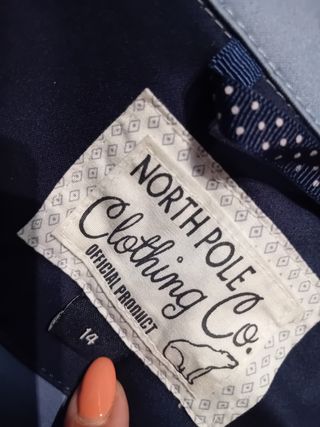 NORTH POLE
Clothing Co.
OFFICIAL PRODUCT
14